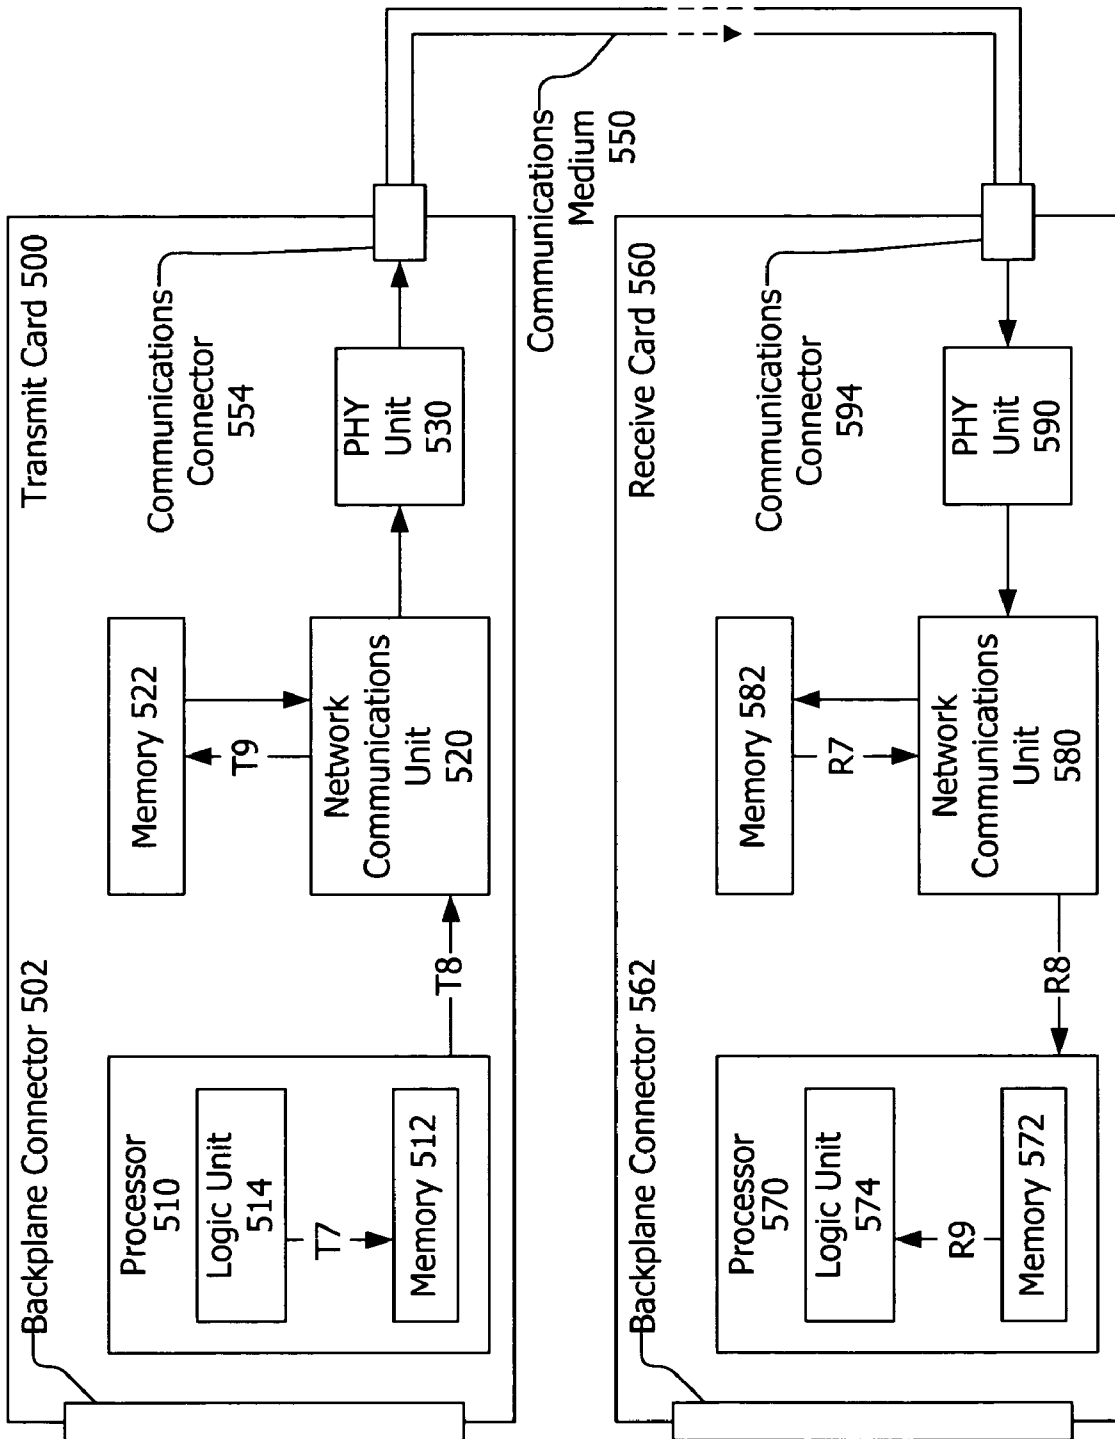 Transmit Card 500
Backplane Connector 502
Processor
510
Logic Unit
514
T7
Memory 512
T8
Memory 522
T9
Network
Communications
Unit
520
PHY
Unit
530
Communications
Connector
554
Communications
Medium
550
Receive Card 560
Backplane Connector 562
Processor
570
Logic Unit
574
R9
Memory 572
R8
Memory 582
R7
Network
Communications
Unit
580
PHY
Unit
590
Communications
Connector
594